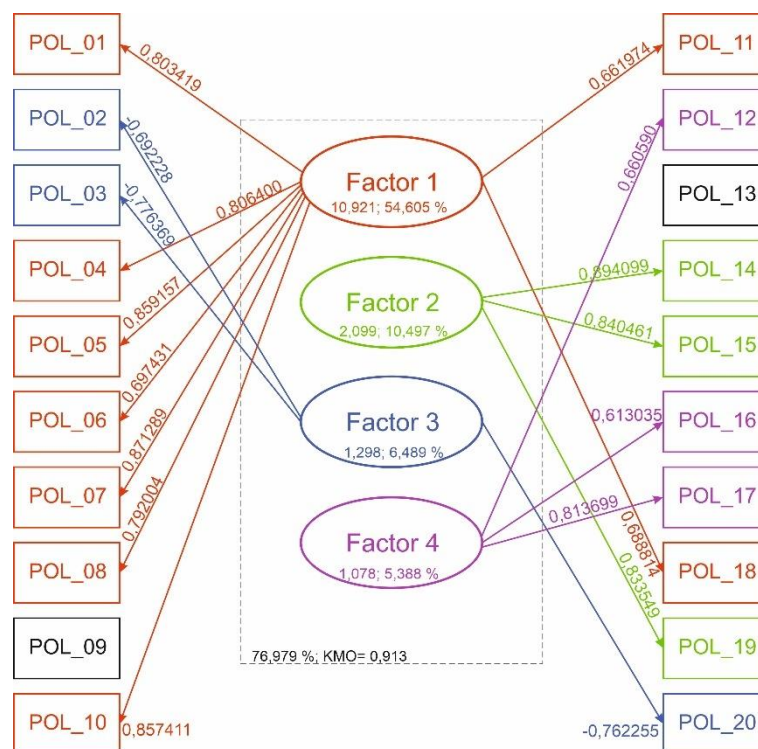 POL_01
POL_02
POL_03
POL_04
POL_05
POL_06
POL_07
POL_08
POL_09
POL_10
0,803419
-0,692228
-0,776369
0,806400
0,859157
0,697431
0,871289
0,792004
0,857411
Factor 1
10,921; 54,605 %
Factor 2
2,099; 10,497 %
Factor 3
1,298; 6,489 %
Factor 4
1,078; 5,388 %
76,979 %; KMO= 0,913
0,661974
0,660590
0,894099
0,840461
0,613035
0,813699
0,688814
0,833549
-0,762255
POL_11
POL_12
POL_13
POL_14
POL_15
POL_16
POL_17
POL_18
POL_19
POL_20